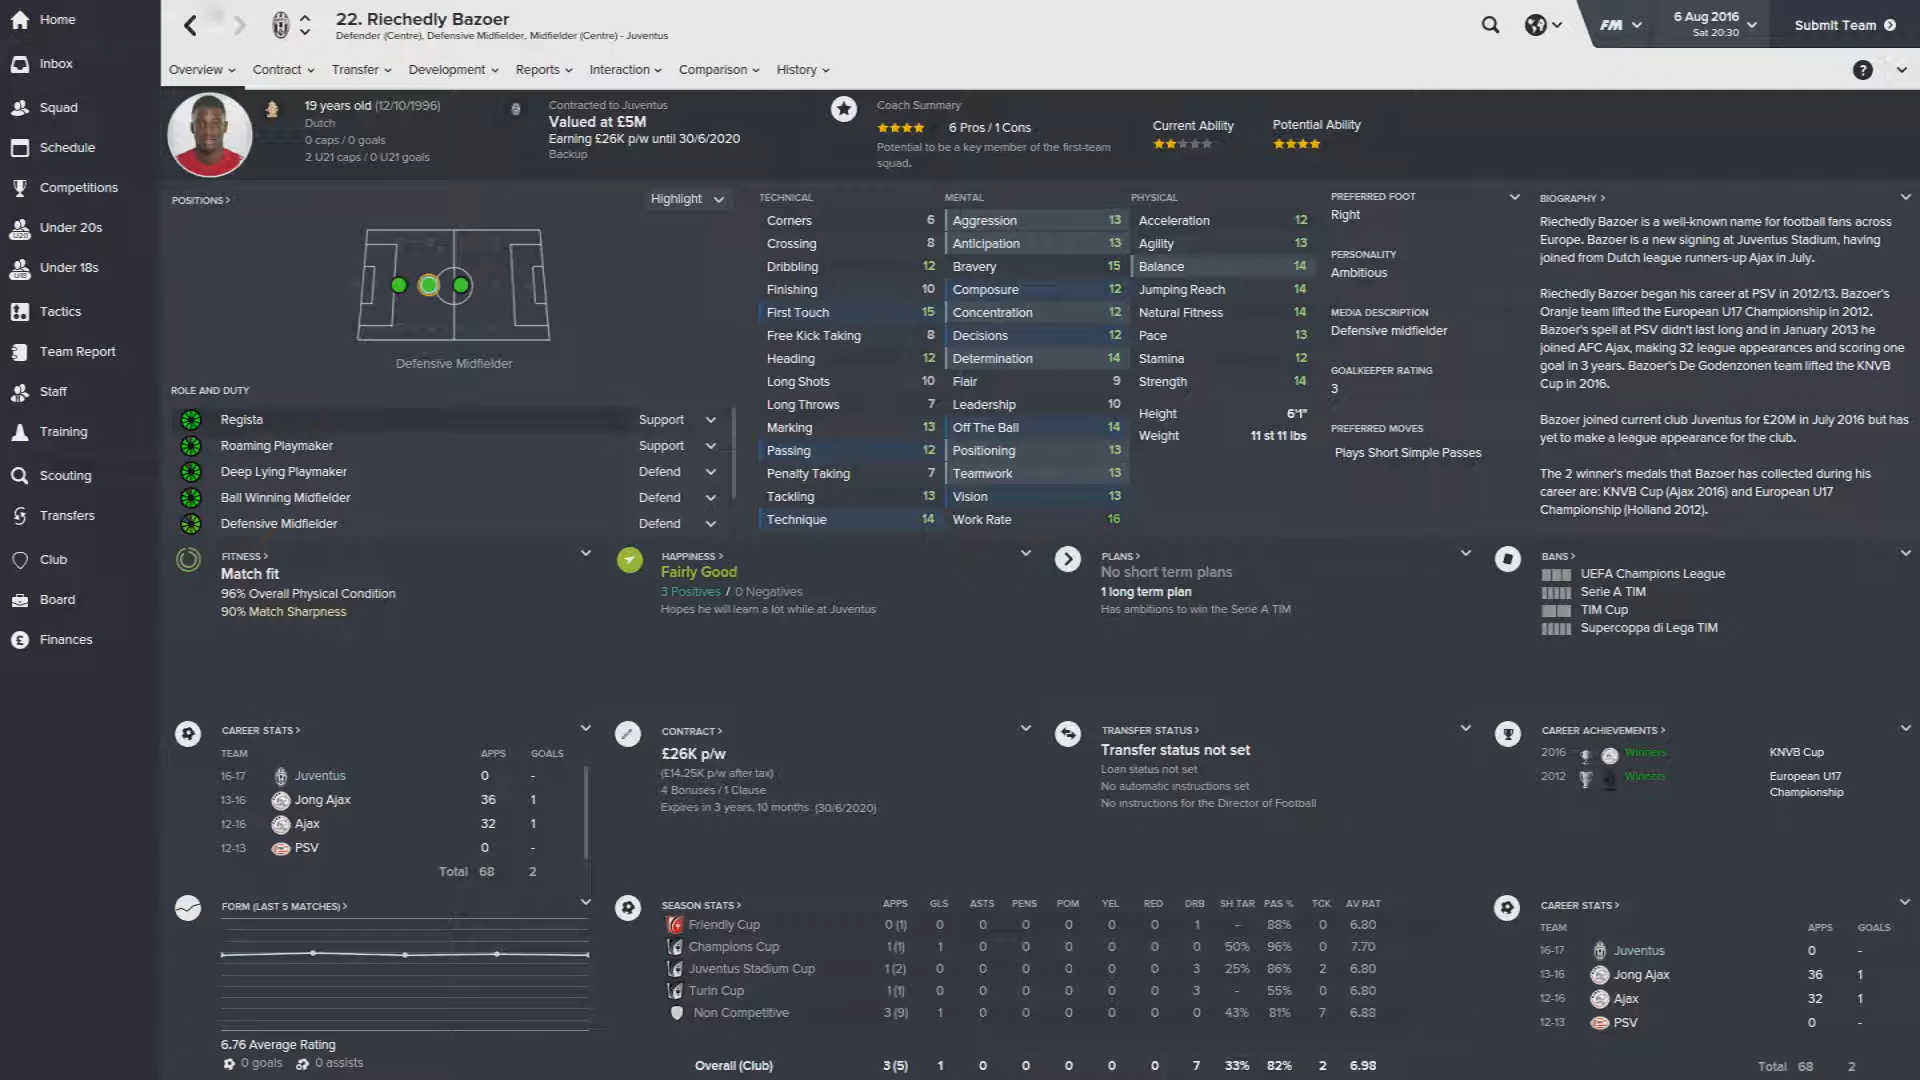 Home
Inbox
Squad
Schedule
Competitions
Under 20s
Under 18s
Tactics
Team Report
Staff
Training
Scouting
Transfers
Club
Board
Finances
22. Riechedly Bazoer
Defender (Centre), Defensive Midfielder, Midfielder (Centre) - Juventus
FM
6 Aug 2016
Sat 20:30
Submit Team
Overview Contract Transfer Development Reports Interaction Comparison History
?
19 years old (12/10/1996)
Dutch
0 caps / 0 goals
2 U21 caps / 0 U21 goals
Contracted to Juventus
Valued at £5M
Earning £26K p/w until 30/6/2020
Backup
Coach Summary
6 Pros / 1 Cons
Potential to be a key member of the first-team
squad.
Current Ability
Potential Ability
POSITIONS >
Highlight
Defensive Midfielder
ROLE AND DUTY
Regista Support
Roaming Playmaker Support
Deep Lying Playmaker Defend
Ball Winning Midfielder Defend
Defensive Midfielder Defend
TECHNICAL
Corners 6
Crossing 8
Dribbling 12
Finishing 10
First Touch 15
Free Kick Taking 8
Heading 12
Long Shots 10
Long Throws 7
Marking 13
Passing 12
Penalty Taking 7
Tackling 13
Technique 14
MENTAL
Aggression 13
Anticipation 13
Bravery 15
Composure 12
Concentration 12
Decisions 12
Determination 14
Flair 9
Leadership 10
Off The Ball 14
Positioning 13
Teamwork 13
Vision 13
Work Rate 16
PHYSICAL
Acceleration 12
Agility 13
Balance 14
Jumping Reach 14
Natural Fitness 14
Pace 13
Stamina 12
Strength 14
Height 6'1"
Weight 11 st 11 lbs
PREFERRED FOOT
Right
PERSONALITY
Ambitious
MEDIA DESCRIPTION
Defensive midfielder
GOALKEEPER RATING
3
PREFERRED MOVES
Plays Short Simple Passes
BIOGRAPHY >
Riechedly Bazoer is a well-known name for football fans across
Europe. Bazoer is a new signing at Juventus Stadium, having
joined from Dutch league runners-up Ajax in July.
Riechedly Bazoer began his career at PSV in 2012/13. Bazoer's
Oranje team lifted the European U17 Championship in 2012.
Bazoer's spell at PSV didn't last long and in January 2013 he
joined AFC Ajax, making 32 league appearances and scoring one
goal in 3 years. Bazoer's De Godenzonen team lifted the KNVB
Cup in 2016.
Bazoer joined current club Juventus for £20M in July 2016 but has
yet to make a league appearance for the club.
The 2 winner's medals that Bazoer has collected during his
career are: KNVB Cup (Ajax 2016) and European U17
Championship (Holland 2012).
FITNESS >
Match fit
96% Overall Physical Condition
90% Match Sharpness
HAPPINESS >
Fairly Good
3 Positives / 0 Negatives
Hopes he will learn a lot while at Juventus
PLANS >
No short term plans
1 long term plan
Has ambitions to win the Serie A TIM
BANS >
UEFA Champions League
Serie A TIM
TIM Cup
Supercoppa di Lega TIM
CAREER STATS >
TEAM APPS GOALS
16-17 Juventus 0 -
13-16 Jong Ajax 36 1
12-16 Ajax 32 1
12-13 PSV 0 -
Total 68 2
CONTRACT >
£26K p/w
(£14.25K p/w after tax)
4 Bonuses / 1 Clause
Expires in 3 years, 10 months (30/6/2020)
TRANSFER STATUS >
Transfer status not set
Loan status not set
No automatic instructions set
No instructions for the Director of Football
CAREER ACHIEVEMENTS >
2016 Winners KNVB Cup
2012 Winners European U17
Championship
FORM (LAST 5 MATCHES) >
6.76 Average Rating
0 goals 0 assists
SEASON STATS > APPS GLS ASTS PENS POM YEL RED DRB SH TAR PAS % TCK AV RAT
Friendly Cup 0 (1) 0 0 0 0 0 0 1 - 88% 0 6.80
Champions Cup 1 (1) 1 0 0 0 0 0 0 50% 96% 0 7.70
Juventus Stadium Cup 1 (2) 0 0 0 0 0 0 3 25% 86% 2 6.80
Turin Cup 1 (1) 0 0 0 0 0 0 3 - 55% 0 6.80
Non Competitive 3 (9) 1 0 0 0 0 0 0 43% 81% 7 6.88
Overall (Club) 3 (5) 1 0 0 0 0 0 7 33% 82% 2 6.98
CAREER STATS >
TEAM
APPS GOALS
16-17 Juventus 0 -
13-16 Jong Ajax 36 1
12-16 Ajax 32 1
12-13 PSV 0 -
Total 68 2